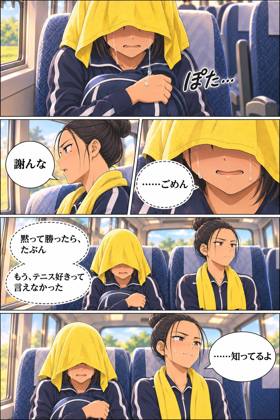 ぽた…
謝んな
……ごめん
黙って勝ったら、
たぶん
もう、テニス好きって
言えなかった
……知ってるよ